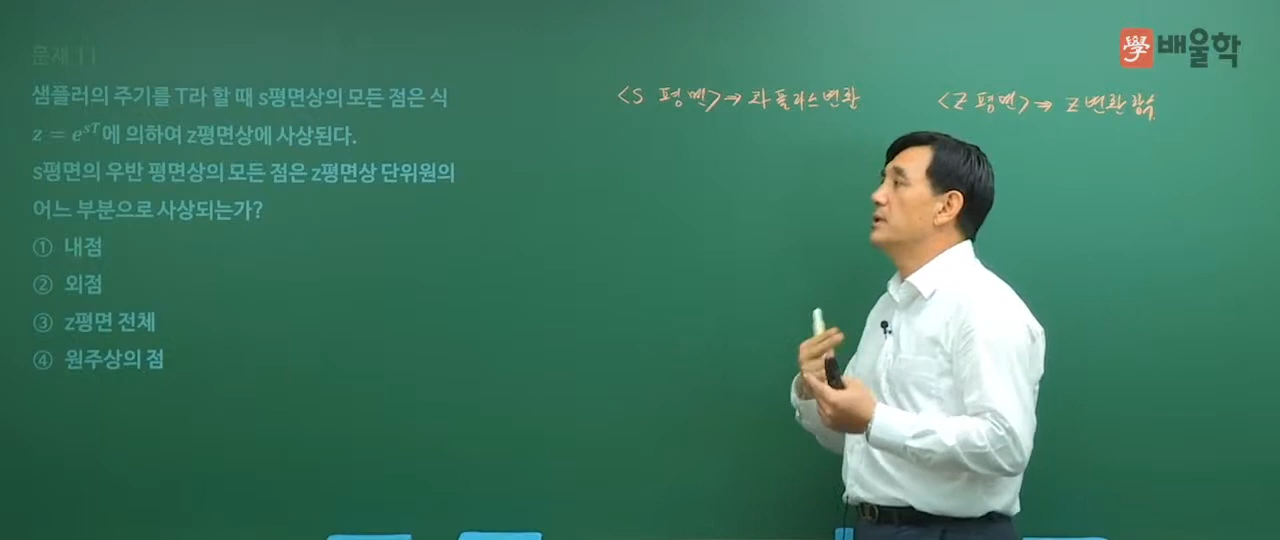 學 배울학
문제 11
샘플러의 주기를 T라 할 때 s평면상의 모든 점은 식
z = e^{sT}에 의하여 z평면상에 사상된다.
s평면의 우반 평면상의 모든 점은 z평면상 단위원의
어느 부분으로 사상되는가?
① 내점
② 외점
③ z평면 전체
④ 원주상의 점
<S 평면>→ 라플라스변환
<Z 평면>→ Z변환 함수